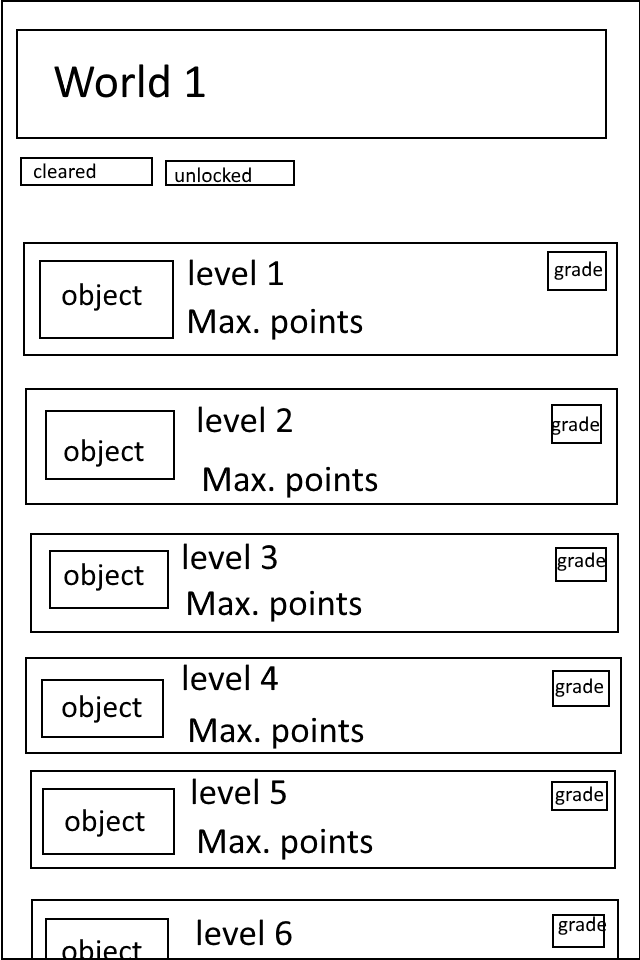 World 1
cleared
unlocked
level 1
grade
object
Max. points
level 2
grade
object
Max. points
level 3
grade
object
Max. points
level 4
grade
object
Max. points
level 5
grade
object
Max. points
level 6
grade
object